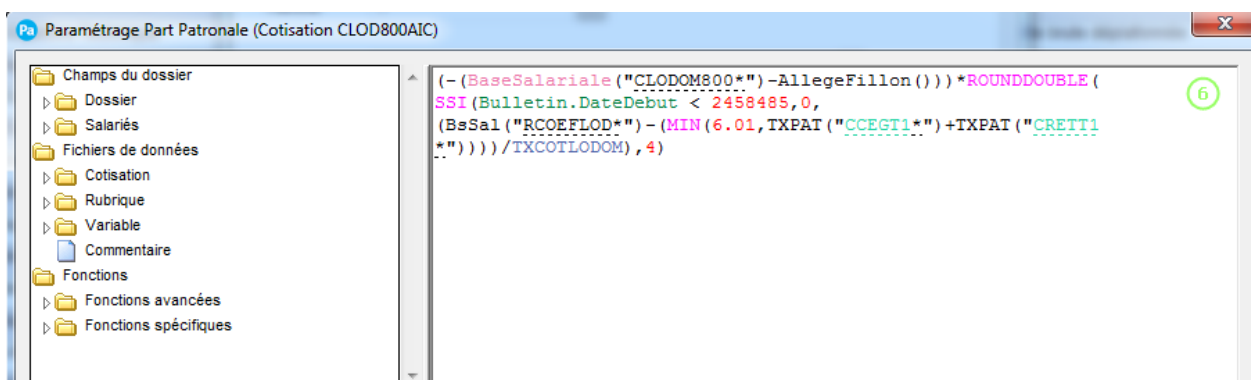 Pa Paramétrage Part Patronale (Cotisation CLOD800AIC)
x
Champs du dossier
Dossier
Salariés
Fichiers de données
Cotisation
Rubrique
Variable
Commentaire
Fonctions
Fonctions avancées
Fonctions spécifiques
(-(BaseSalariale("CLODOM800*")-AllegeFillon()))*ROUNDDOUBLE(
SSI(Bulletin.DateDebut < 2458485,0,
(BsSal("RCOEFLOD*")-(MIN(6.01,TXPAT("CCEGT1*")+TXPAT("CRETT1
*"))))/TXCOTLODOM),4)
6